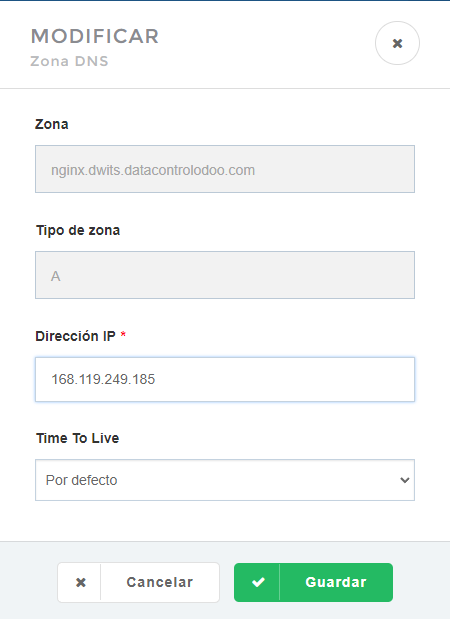 MODIFICAR
Zona DNS
Zona
nginx.dwits.datacontrolodoo.com
Tipo de zona
A
Dirección IP *
168.119.249.185
Time To Live
Por defecto
Cancelar
Guardar